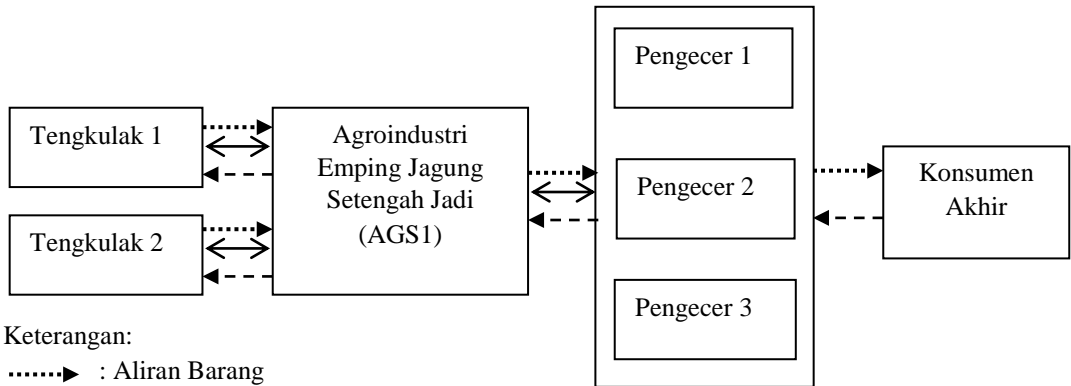 Tengkulak 1
Tengkulak 2
Agroindustri
Emping Jagung
Setengah Jadi
(AGS1)
Pengecer 1
Pengecer 2
Pengecer 3
Konsumen
Akhir
Keterangan:
: Aliran Barang